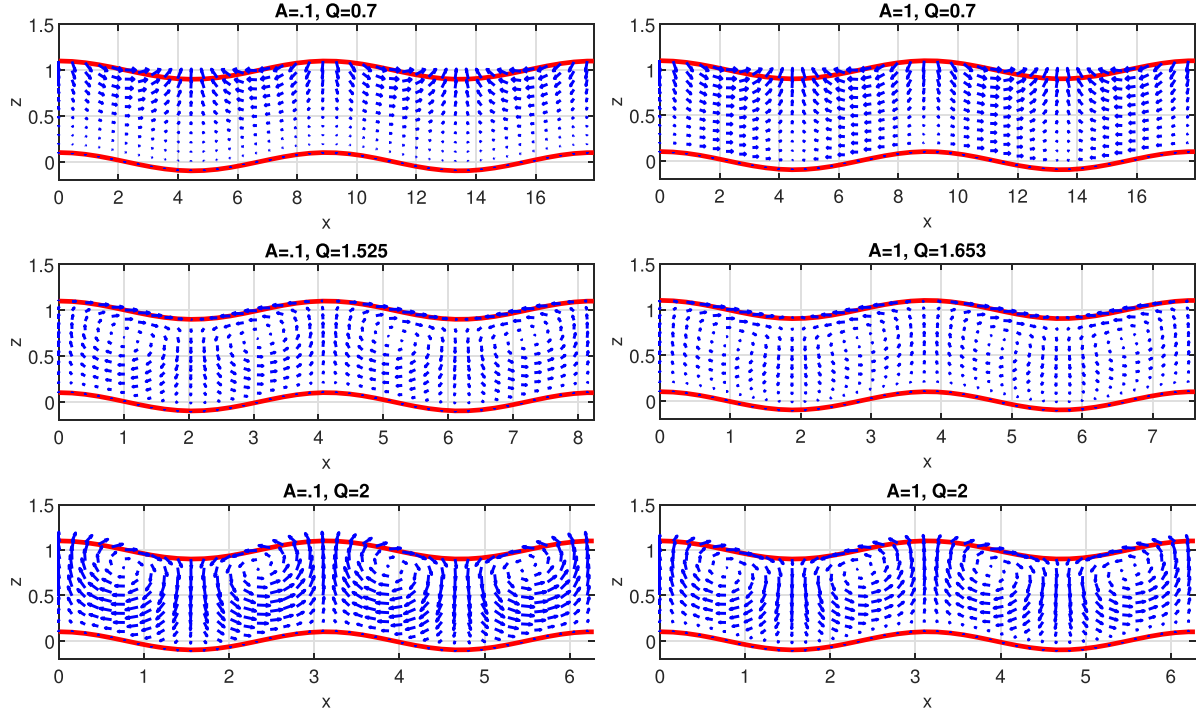 A=.1, Q=0.7
1.5
1
0.5
0
z
0 2 4 6 8 10 12 14 16
x
A=1, Q=0.7
1.5
1
0.5
0
z
0 2 4 6 8 10 12 14 16
x
A=.1, Q=1.525
1.5
1
0.5
0
z
0 1 2 3 4 5 6 7 8
x
A=1, Q=1.653
1.5
1
0.5
0
z
0 1 2 3 4 5 6 7
x
A=.1, Q=2
1.5
1
0.5
0
z
0 1 2 3 4 5 6
x
A=1, Q=2
1.5
1
0.5
0
z
0 1 2 3 4 5 6
x